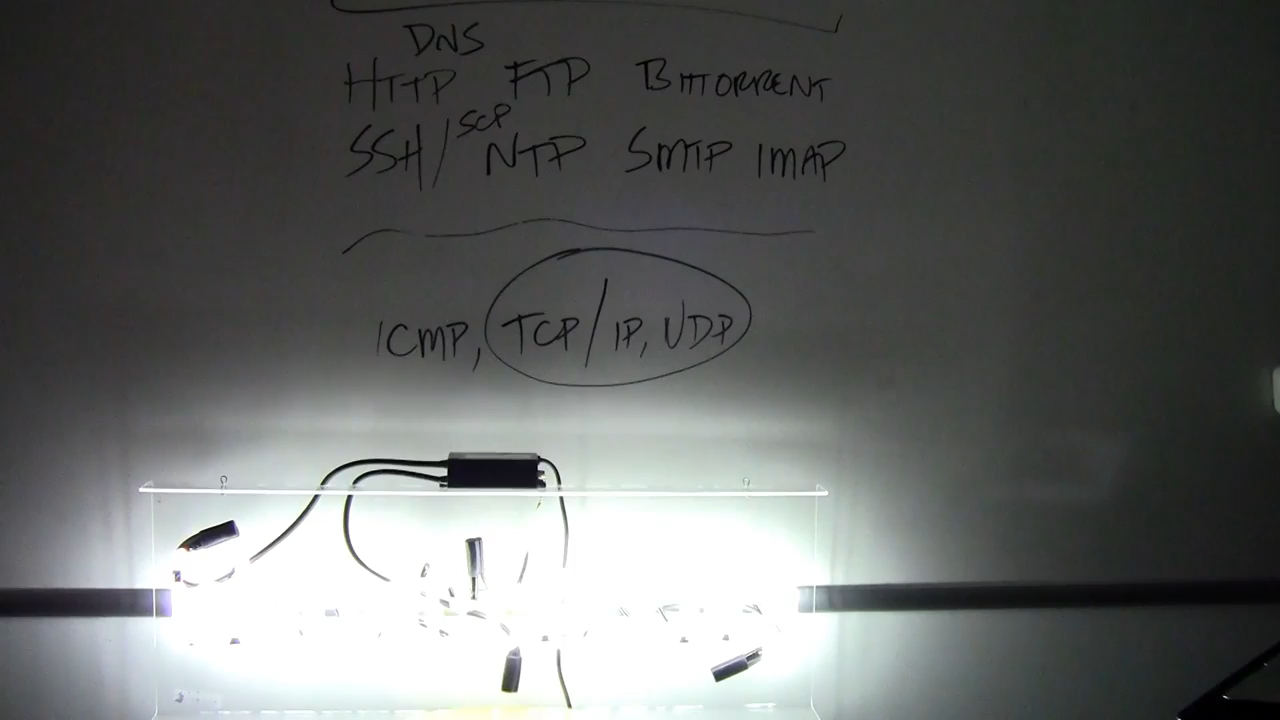 DNS
HTTP FTP BITTORRENT
SSH/SCP NTP SMTP IMAP
ICMP, TCP/IP, UDP